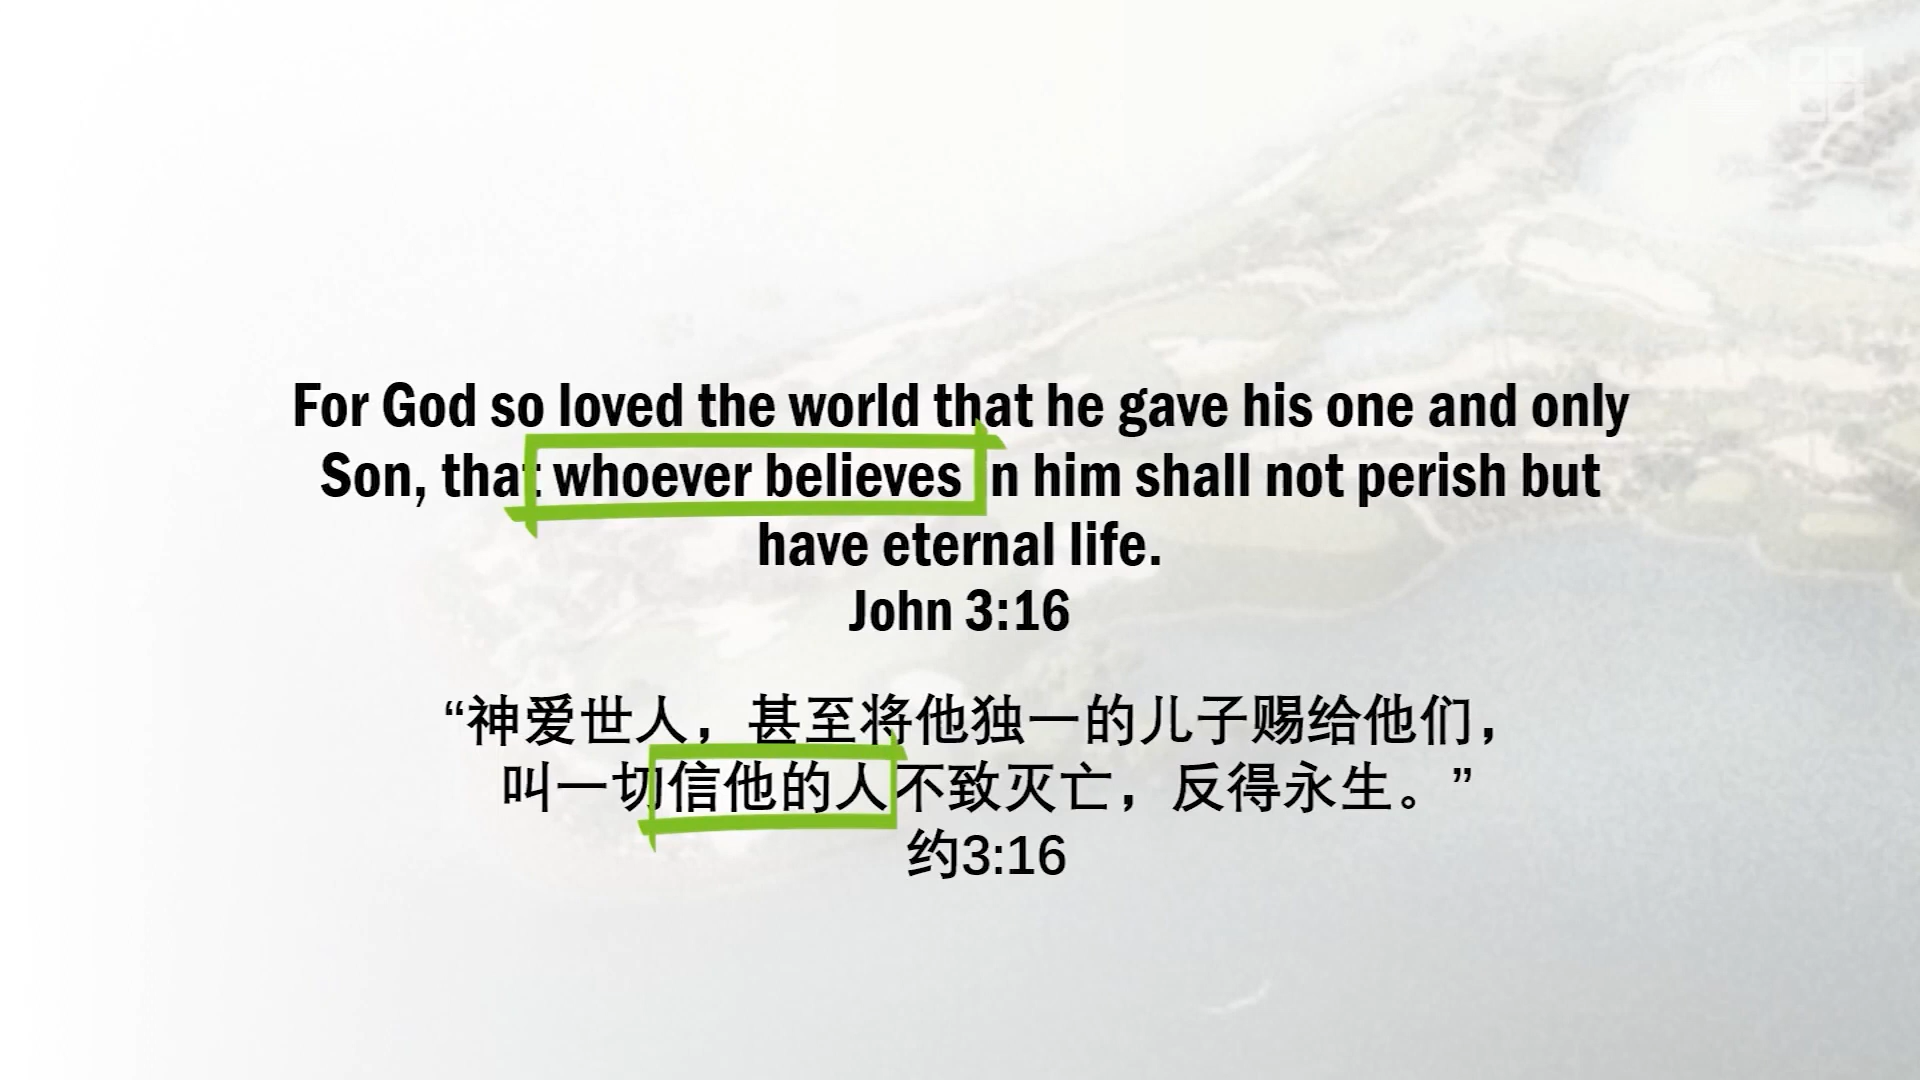 For God so loved the world that he gave his one and only
Son, that whoever believes in him shall not perish but
have eternal life.
John 3:16
“神爱世人，甚至将他独一的儿子赐给他们，
叫一切信他的人不致灭亡，反得永生。”
约3:16